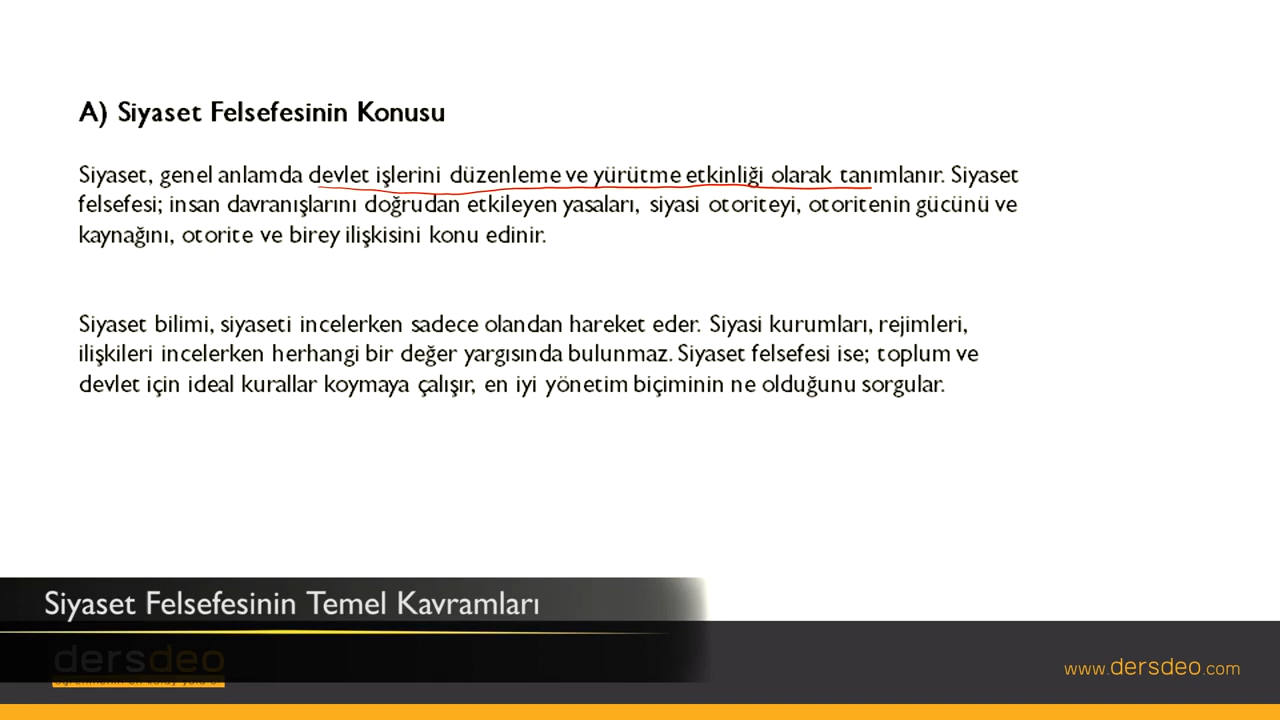 A) Siyaset Felsefesinin Konusu
Siyaset, genel anlamda devlet işlerini düzenleme ve yürütme etkinliği olarak tanımlanır. Siyaset
felsefesi; insan davranışlarını doğrudan etkileyen yasaları, siyasi otoriteyi, otoritenin gücünü ve
kaynağını, otorite ve birey ilişkisini konu edinir.
Siyaset bilimi, siyaseti incelerken sadece olandan hareket eder. Siyasi kurumları, rejimleri,
ilişkileri incelerken herhangi bir değer yargısında bulunmaz. Siyaset felsefesi ise; toplum ve
devlet için ideal kurallar koymaya çalışır, en iyi yönetim biçiminin ne olduğunu sorgular.
Siyaset Felsefesinin Temel Kavramları
dersdeo
www.dersdeo.com